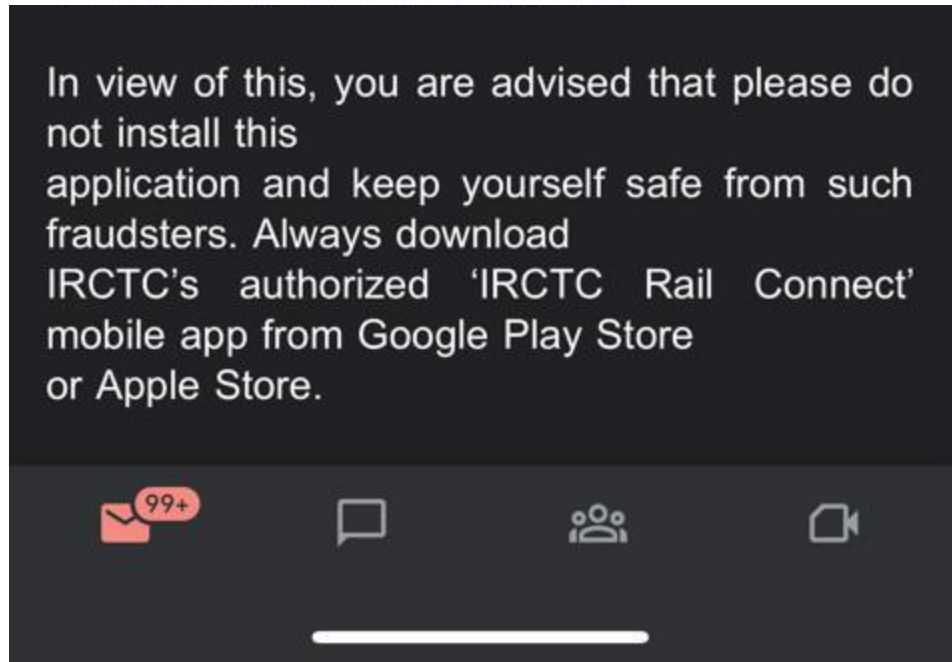 In view of this, you are advised that please do
not install this
application and keep yourself safe from such
fraudsters. Always download
IRCTC’s authorized ‘IRCTC Rail Connect’
mobile app from Google Play Store
or Apple Store.
99+